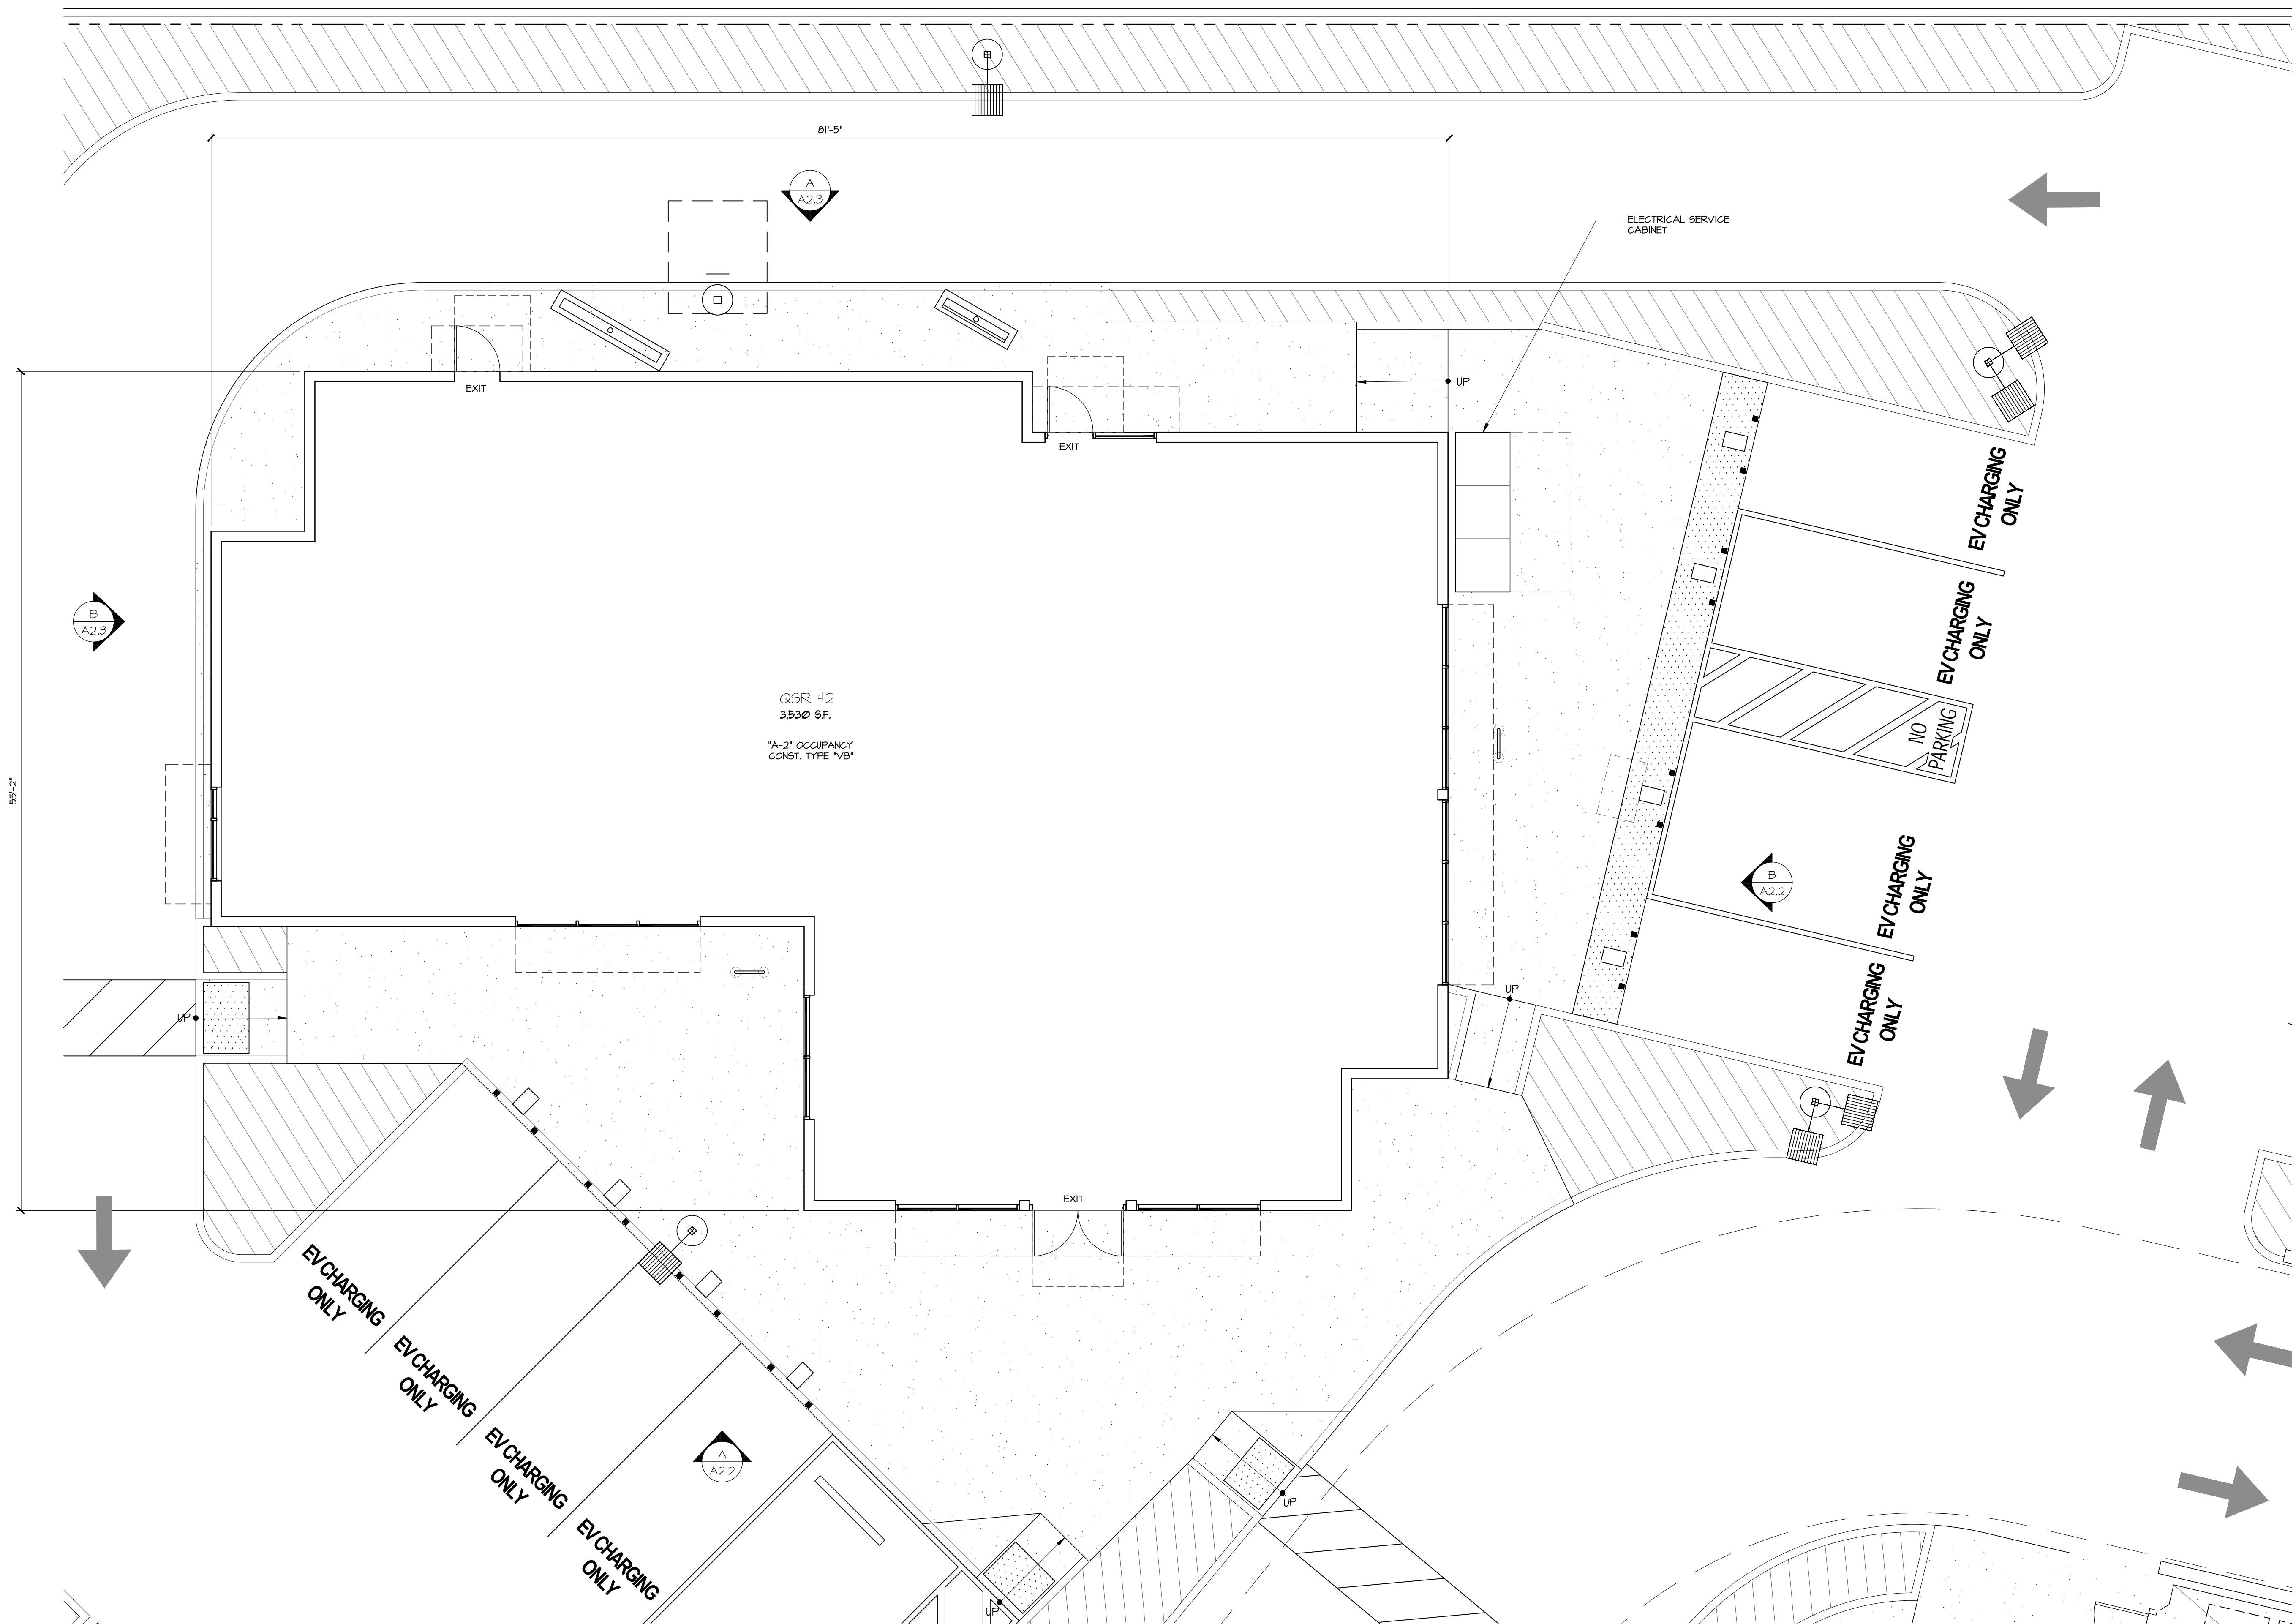 81'-5"
A
A2.3
ELECTRICAL SERVICE
CABINET
UP
EXIT
EXIT
EV CHARGING
ONLY
B
A2.3
EV CHARGING
ONLY
QSR #2
3,530 S.F.
"A-2" OCCUPANCY
CONST. TYPE "VB"
NO
PARKING
55'-2"
B
A2.2
EV CHARGING
ONLY
UP
UP
EV CHARGING
ONLY
EXIT
EV CHARGING
ONLY
EV CHARGING
ONLY
EV CHARGING
ONLY
A
A2.2
EV CHARGING
ONLY
UP
UP